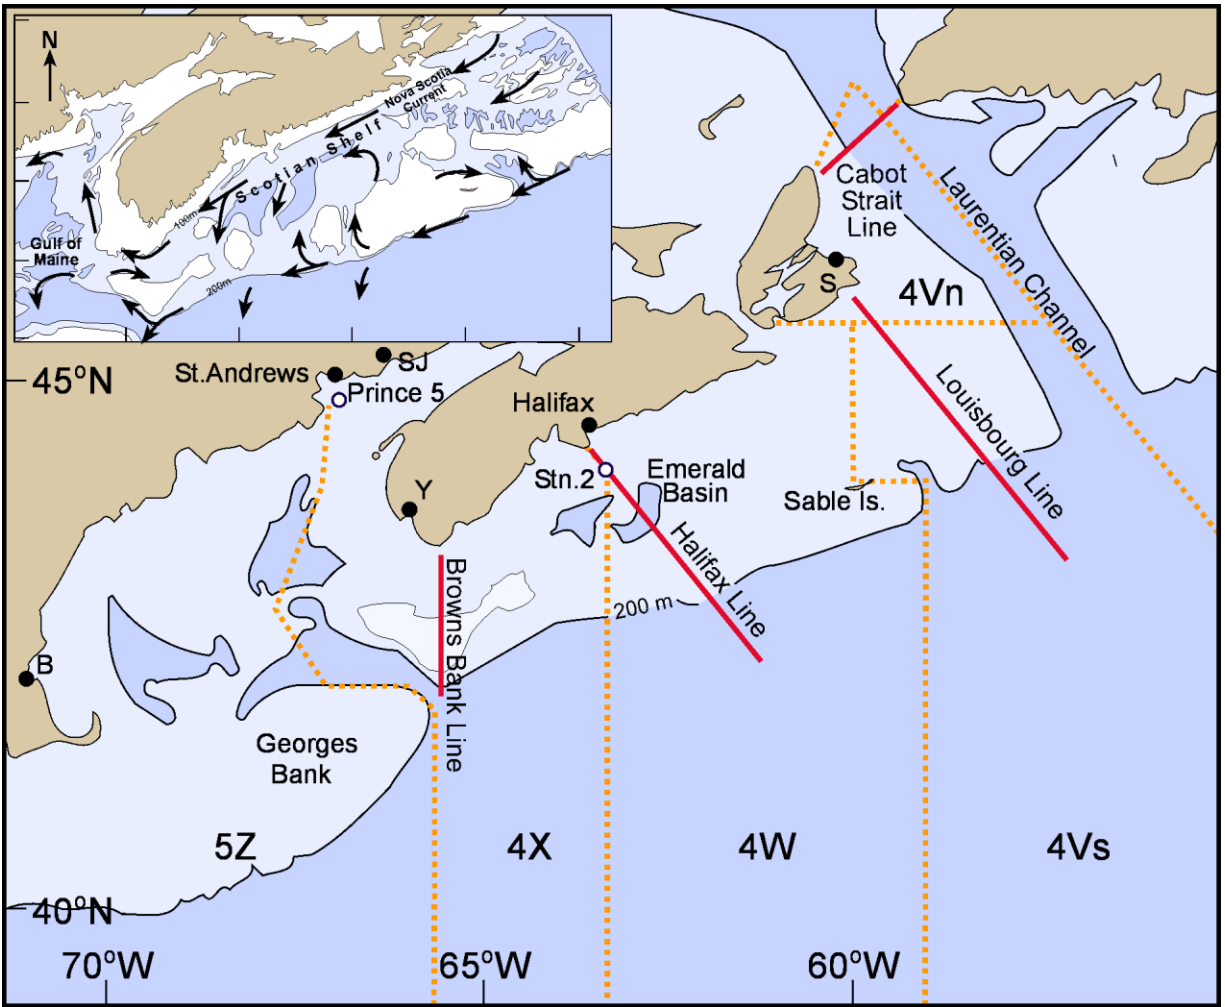 N
Nova Scotia
Current
Scotian Shelf
100m
Gulf of
Maine
200m
Cabot
Strait
Line
Laurentian Channel
S
4Vn
SJ
St.Andrews
45°N
Prince 5
Halifax
Louisbourg Line
Stn.2
Emerald
Basin
Sable Is.
Y
Halifax Line
Browns Bank Line
200 m
B
Georges
Bank
5Z
4X
4W
4Vs
40°N
70°W
65°W
60°W